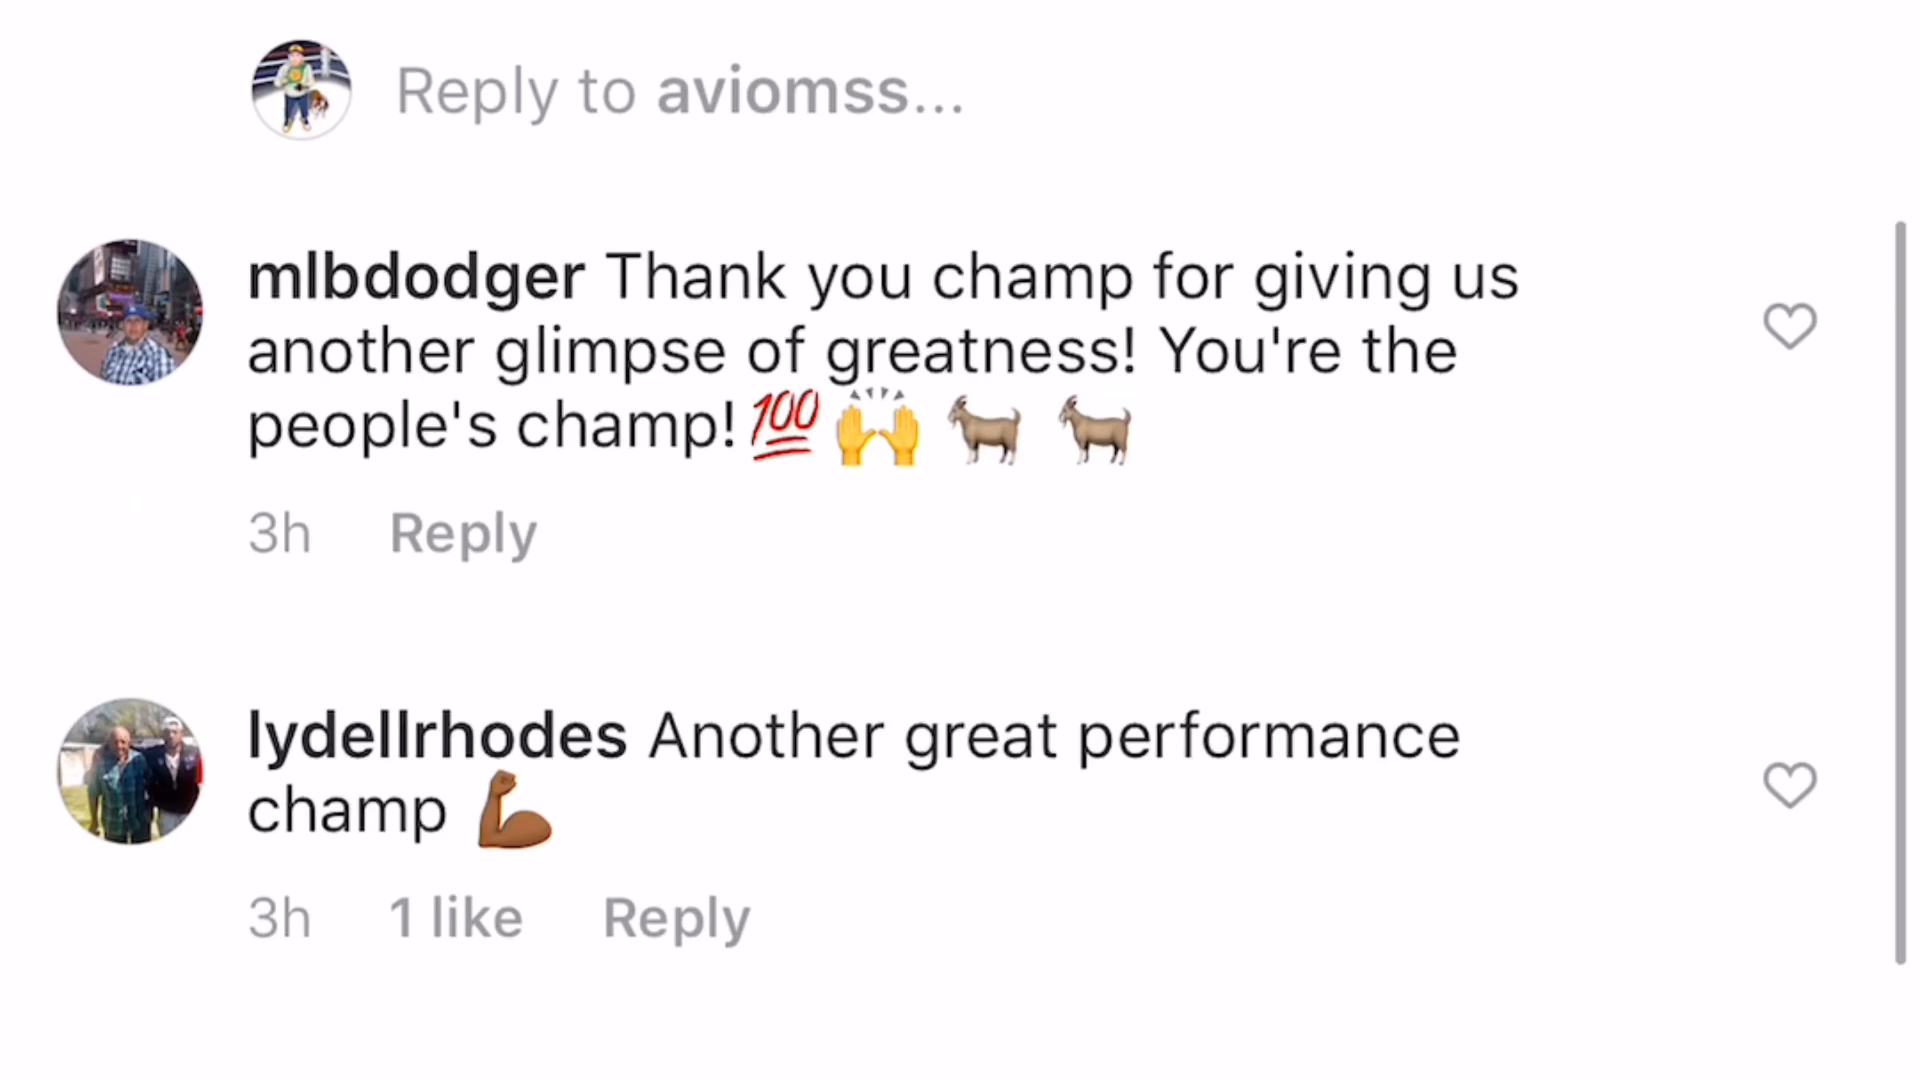 Reply to aviomss...
mlbdodger Thank you champ for giving us
another glimpse of greatness! You're the
people's champ!💯🙌🐐🐐
3h Reply
lydellrhodes Another great performance
champ 💪🏾
3h 1 like Reply